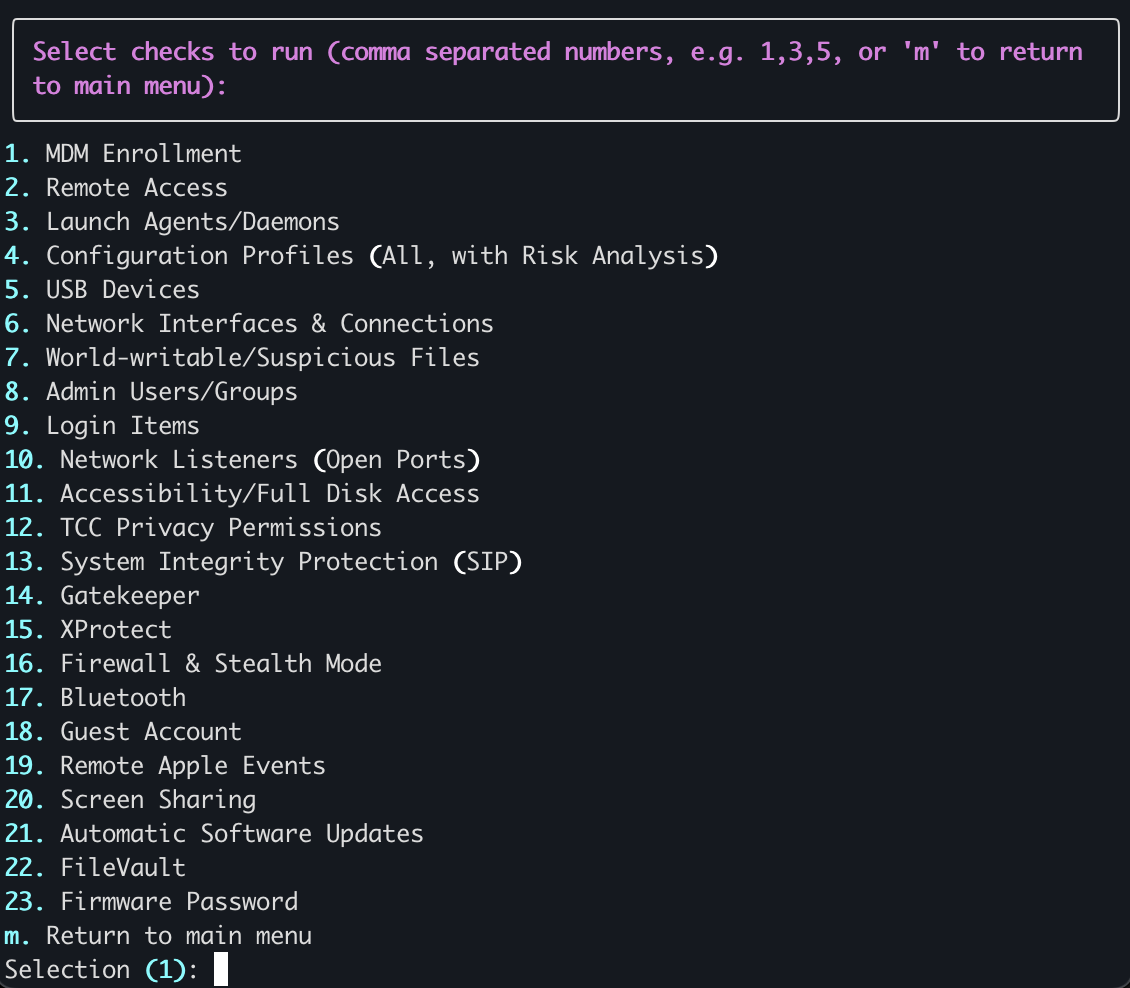 Select checks to run (comma separated numbers, e.g. 1,3,5, or 'm' to return
to main menu):
1. MDM Enrollment
2. Remote Access
3. Launch Agents/Daemons
4. Configuration Profiles (All, with Risk Analysis)
5. USB Devices
6. Network Interfaces & Connections
7. World-writable/Suspicious Files
8. Admin Users/Groups
9. Login Items
10. Network Listeners (Open Ports)
11. Accessibility/Full Disk Access
12. TCC Privacy Permissions
13. System Integrity Protection (SIP)
14. Gatekeeper
15. XProtect
16. Firewall & Stealth Mode
17. Bluetooth
18. Guest Account
19. Remote Apple Events
20. Screen Sharing
21. Automatic Software Updates
22. FileVault
23. Firmware Password
m. Return to main menu
Selection (1):